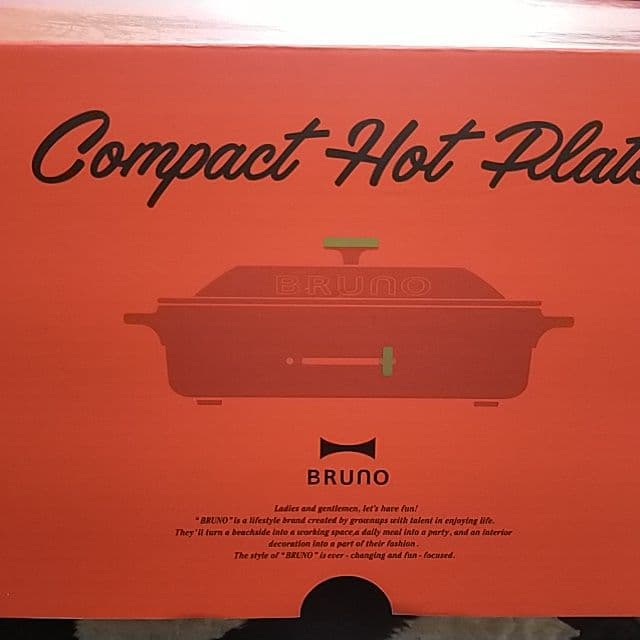 Compact Hot Plate
BRUNO
BRUNO
Ladies and gentlemen, let's have fun!
"BRUNO" is a lifestyle brand created by grownups with talent in enjoying life.
They'll turn a beachside into a working space,a daily meal into a party, and an interior
decoration into a part of their fashion.
The style of "BRUNO" is ever - changing and fun - focused.